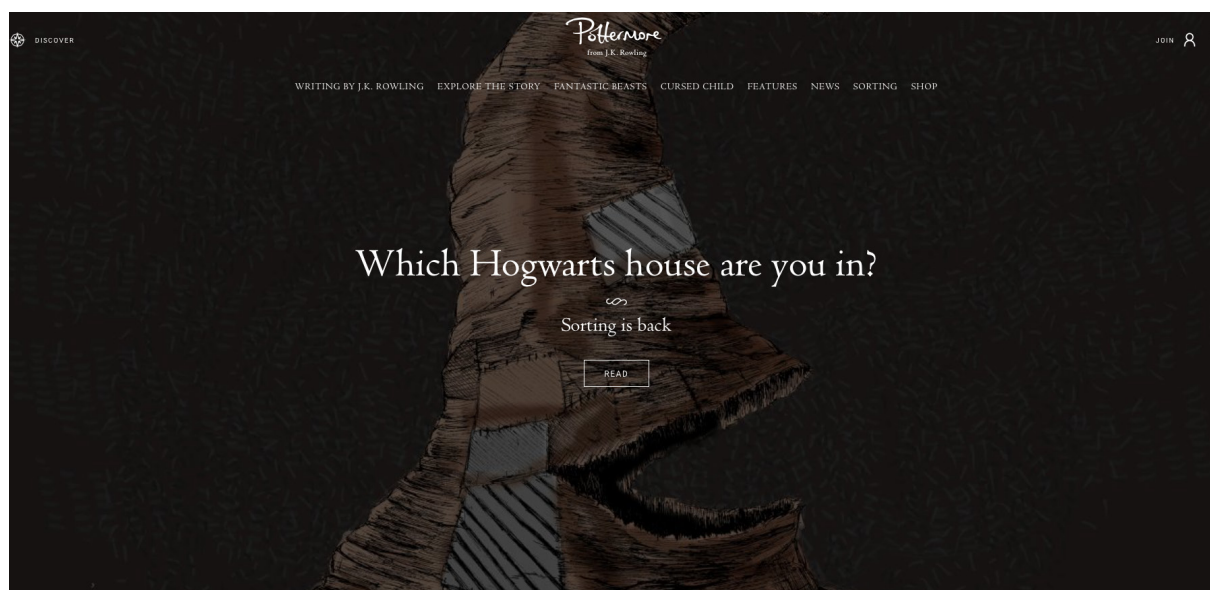 DISCOVER
Pottermore
from J.K. Rowling
JOIN
WRITING BY J.K. ROWLING EXPLORE THE STORY FANTASTIC BEASTS CURSED CHILD FEATURES NEWS SORTING SHOP
Which Hogwarts house are you in?
Sorting is back
READ